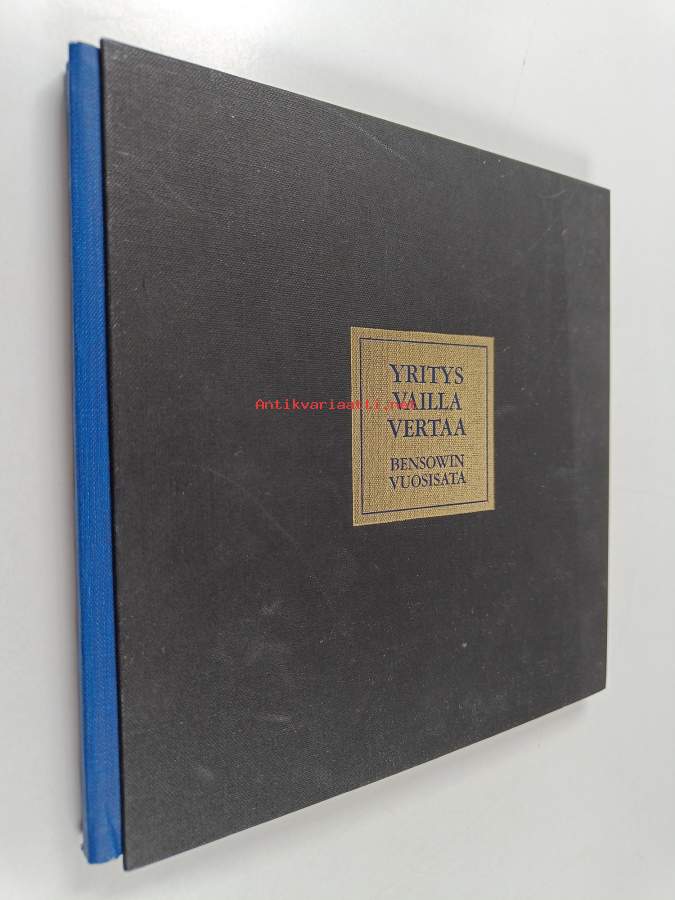 YRITYS
VAILLA
Antikvariaatti.net
VERTAA
BENSOWIN
VUOSISATA